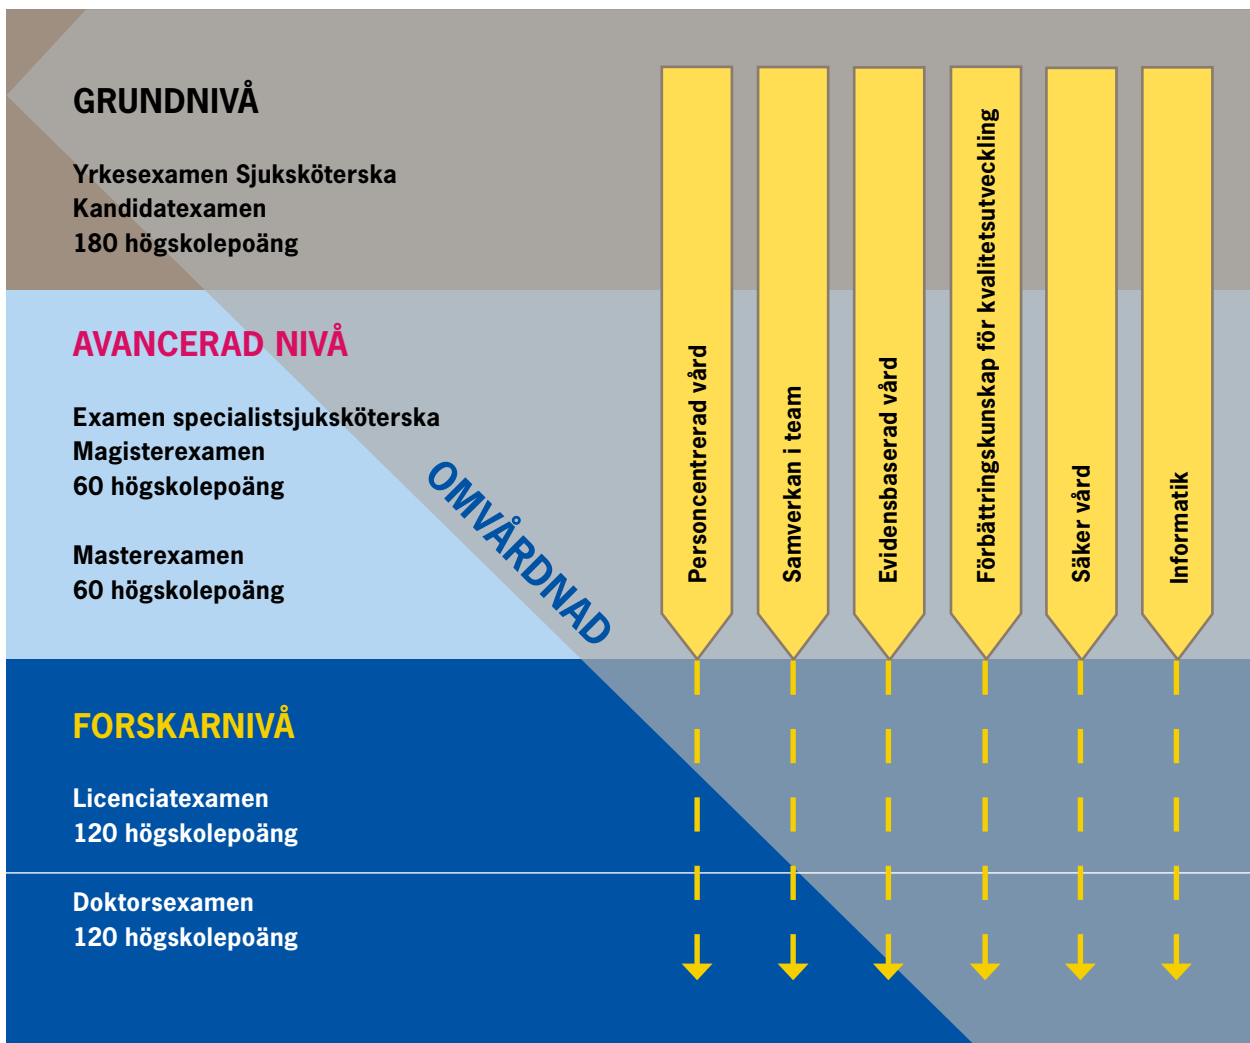 GRUNDNIVÅ
Yrkesexamen Sjuksköterska
Kandidatexamen
180 högskolepoäng
AVANCERAD NIVÅ
Examen specialistsjuksköterska
Magisterexamen
60 högskolepoäng
Masterexamen
60 högskolepoäng
OMVÅRDNAD
FORSKARNIVÅ
Licenciatexamen
120 högskolepoäng
Doktorsexamen
120 högskolepoäng
Personcentrerad vård
Samverkan i team
Evidensbaserad vård
Förbättringskunskap för kvalitetsutveckling
Säker vård
Informatik